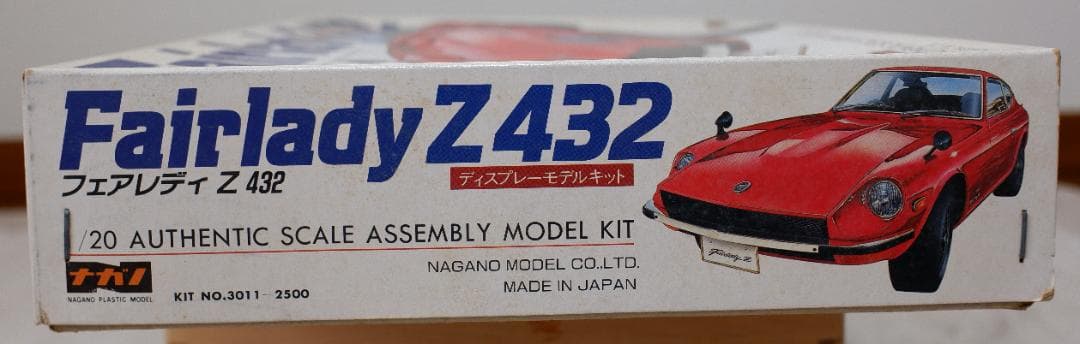 Fairlady Z 432
フェアレディ Z 432
ディスプレーモデルキット
/20 AUTHENTIC SCALE ASSEMBLY MODEL KIT
ナガノ
NAGANO PLASTIC MODEL
KIT NO.3011-2500
NAGANO MODEL CO.,LTD.
MADE IN JAPAN
Fairlady Z